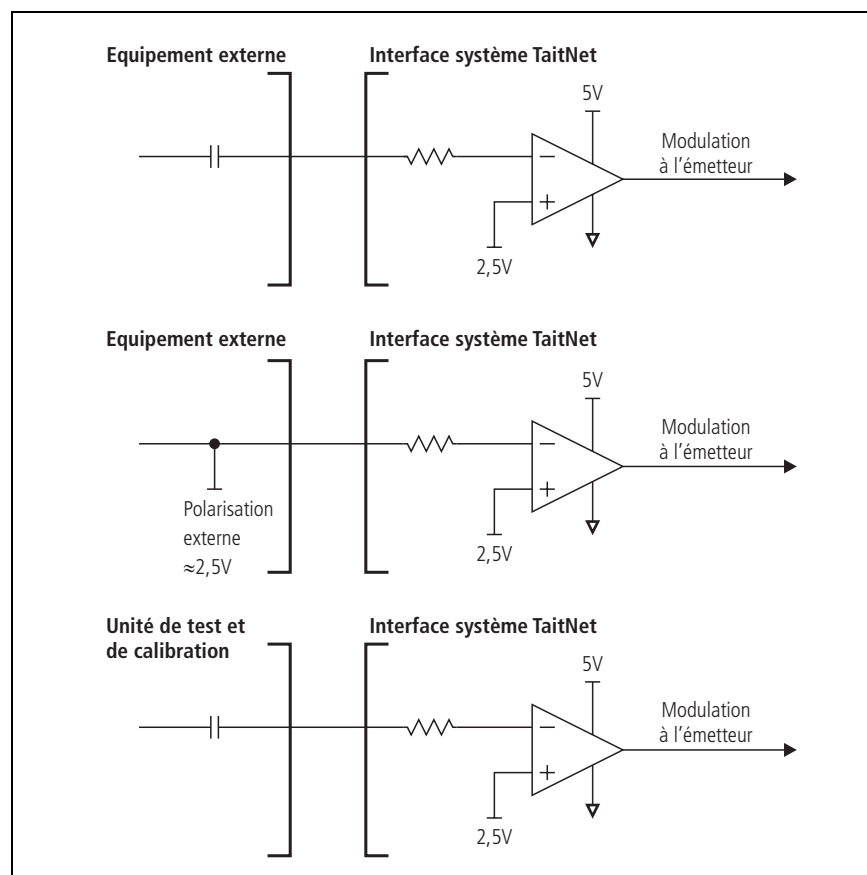 Equipement externe
Interface système TaitNet
5V
Modulation
à l'émetteur
−
+
2,5V
Equipement externe
Interface système TaitNet
5V
Modulation
à l'émetteur
−
+
Polarisation
externe
≈2,5V
2,5V
Unité de test et
de calibration
Interface système TaitNet
5V
Modulation
à l'émetteur
−
+
2,5V